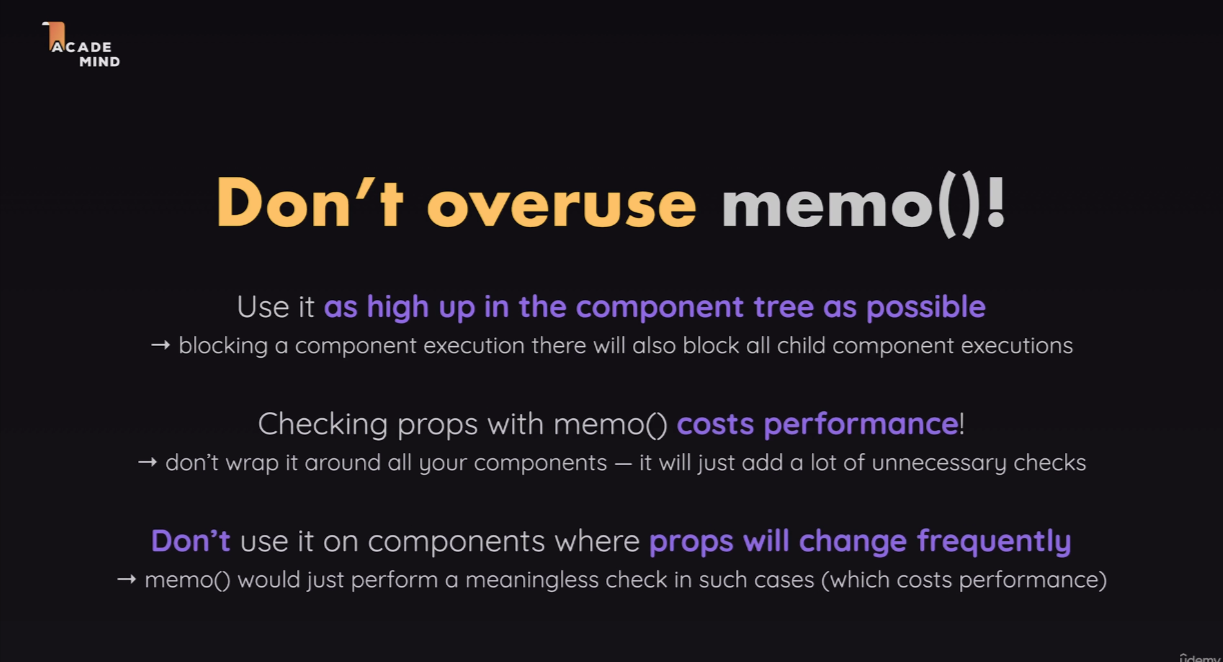 ACADE
MIND
Don’t overuse memo()!
Use it as high up in the component tree as possible
→ blocking a component execution there will also block all child component executions
Checking props with memo() costs performance!
→ don’t wrap it around all your components — it will just add a lot of unnecessary checks
Don’t use it on components where props will change frequently
→ memo() would just perform a meaningless check in such cases (which costs performance)
ûdemy